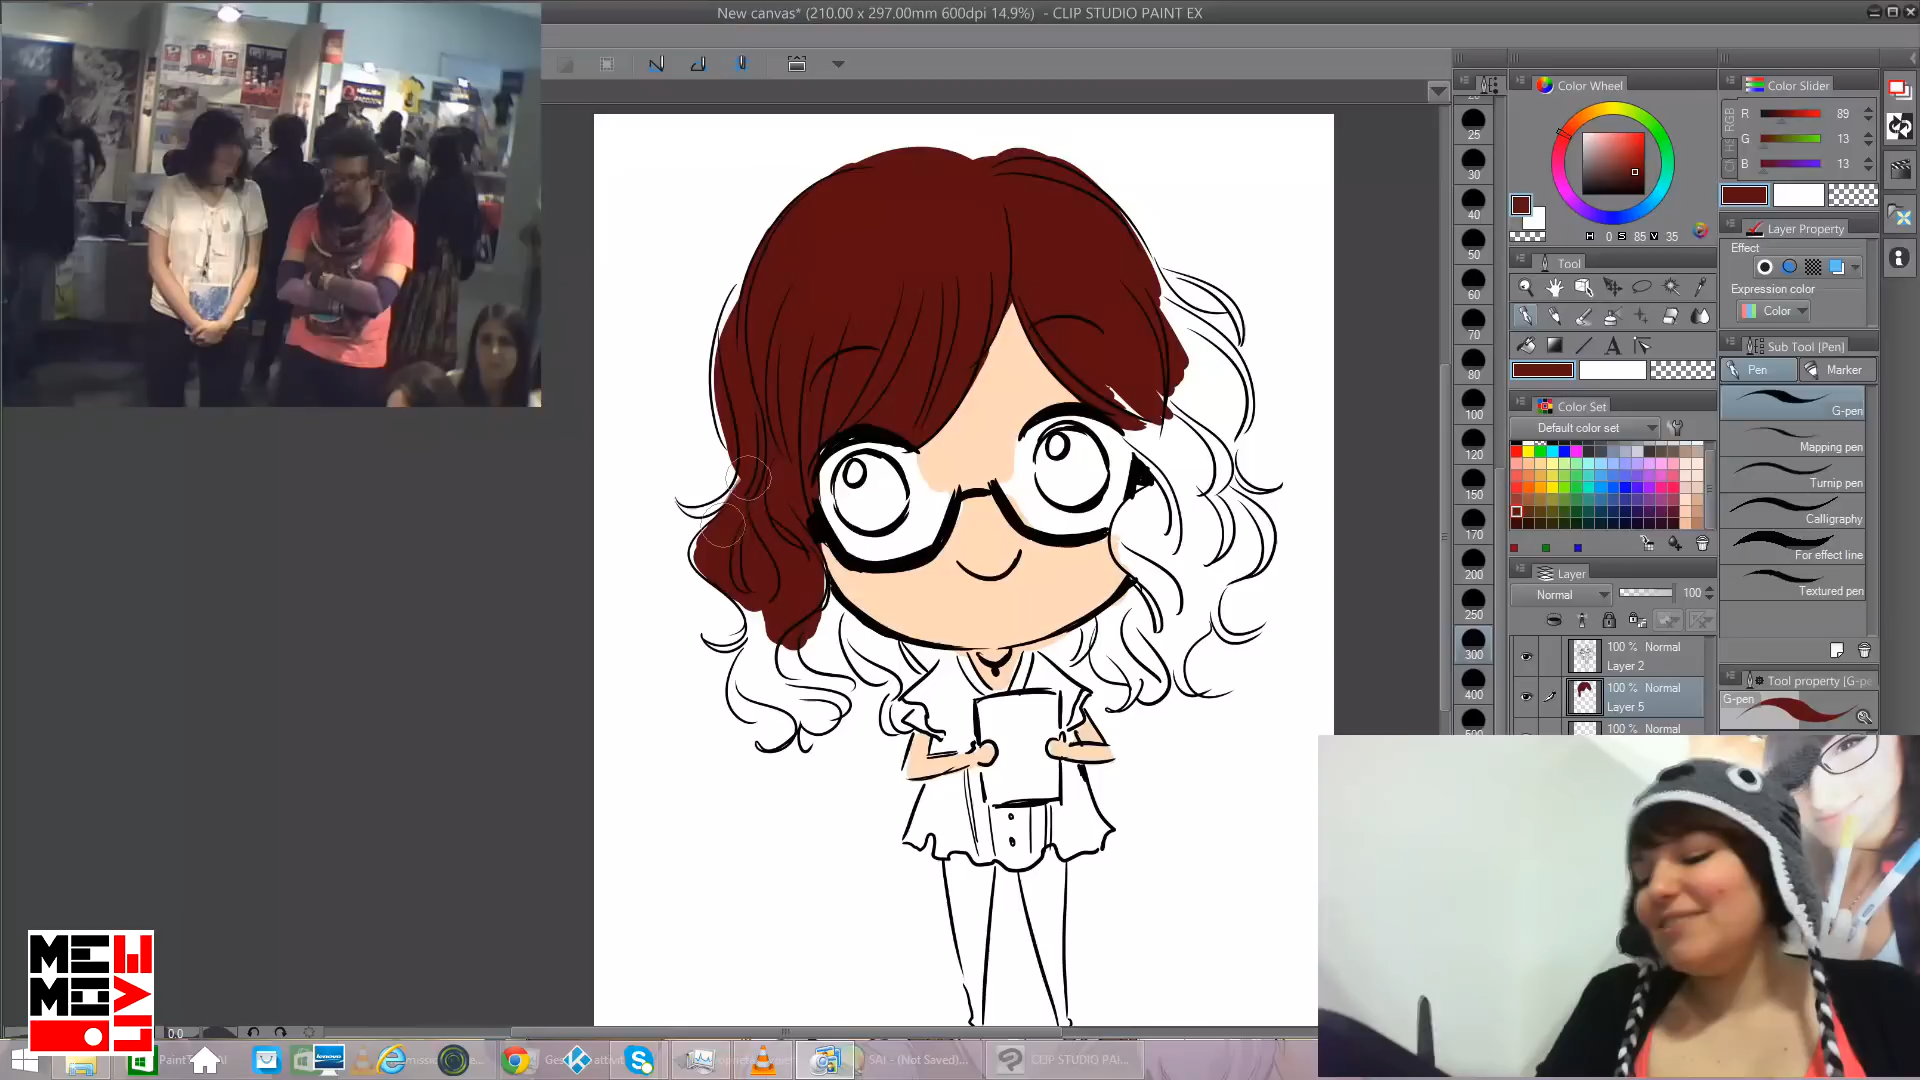 New canvas* (210.00 x 297.00mm 600dpi 14.9%) - CLIP STUDIO PAINT EX
Color Wheel
Color Slider
R 89
G 13
B 13
RGB
H 0 S 85 V 35
Layer Property
Effect
Expression color
Color
Tool
Sub Tool [Pen]
Pen
Marker
G-pen
Mapping pen
Turnip pen
Calligraphy
For effect line
Textured pen
Color Set
Default color set
25
30
40
50
60
70
80
100
120
150
170
200
250
300
400
Layer
Normal
100
100 % Normal
Layer 2
100 % Normal
Layer 5
100 % Normal
Tool property [G-pe
G-pen
MEMO
LIVE
0.0
SAI - (Not Saved)...
CLIP STUDIO PAI...